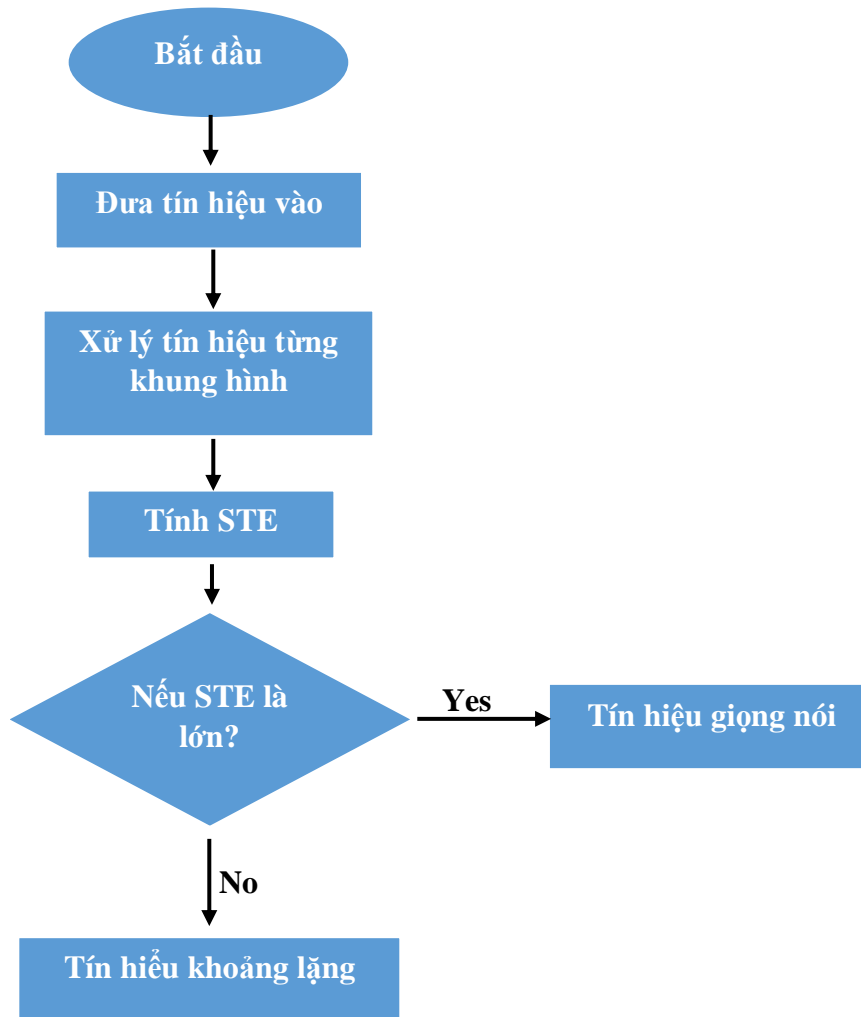 Bắt đầu
Đưa tín hiệu vào
Xử lý tín hiệu từng
khung hình
Tính STE
Nếu STE là
lớn?
Yes
Tín hiệu giọng nói
No
Tín hiểu khoảng lặng